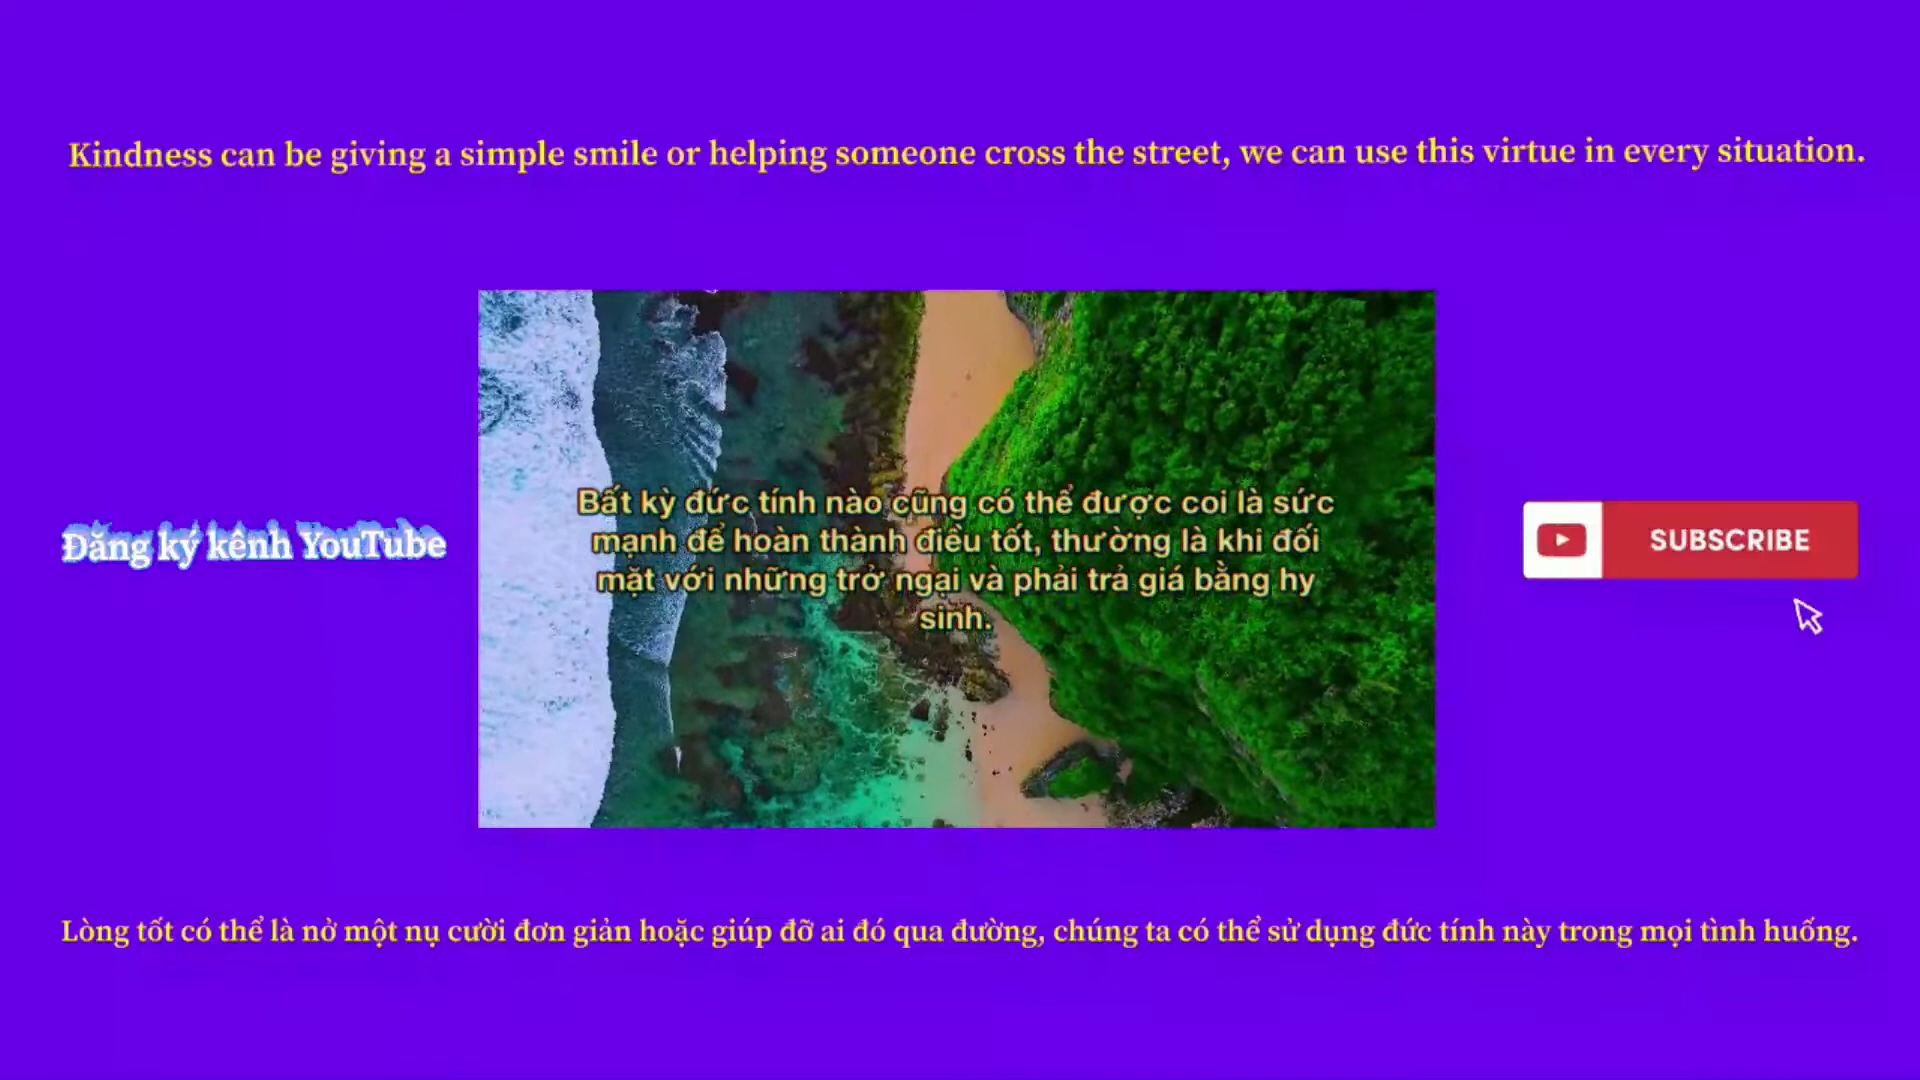 Kindness can be giving a simple smile or helping someone cross the street, we can use this virtue in every situation.
Bất kỳ đức tính nào cũng có thể được coi là sức
mạnh để hoàn thành điều tốt, thường là khi đối
mặt với những trở ngại và phải trả giá bằng hy
sinh.
Đăng ký kênh YouTube
SUBSCRIBE
Lòng tốt có thể là nở một nụ cười đơn giản hoặc giúp đỡ ai đó qua đường, chúng ta có thể sử dụng đức tính này trong mọi tình huống.